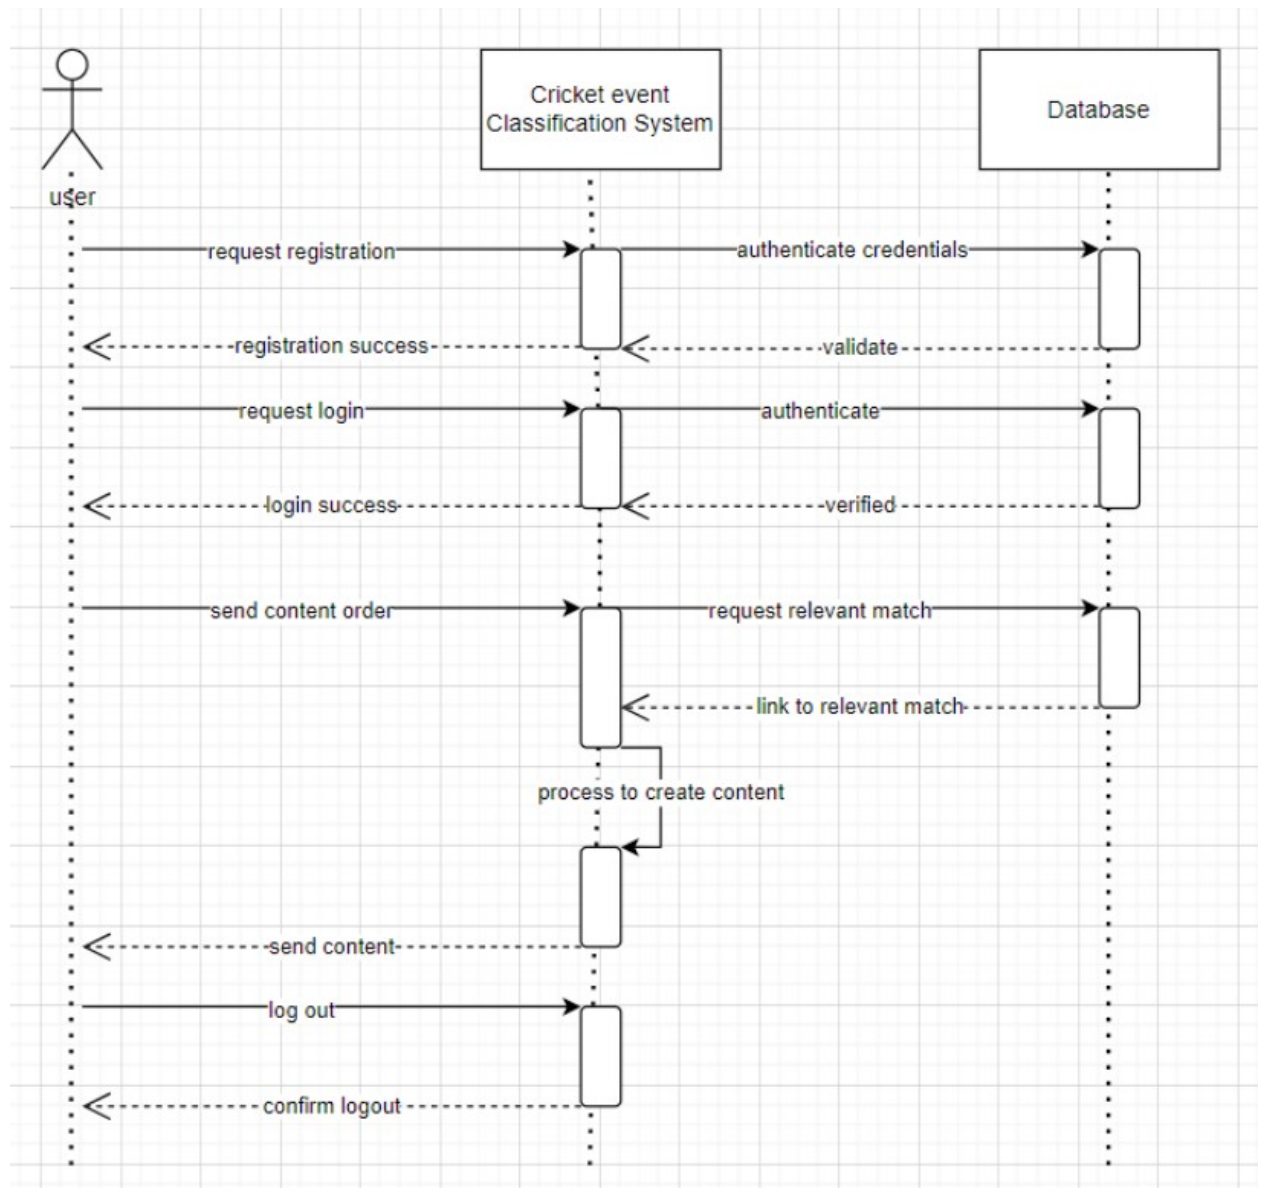 Cricket event
Classification System
Database
user
request registration
authenticate credentials
registration success
validate
request login
authenticate
login success
verified
send content order
request relevant match
link to relevant match
process to create content
send content
log out
confirm logout